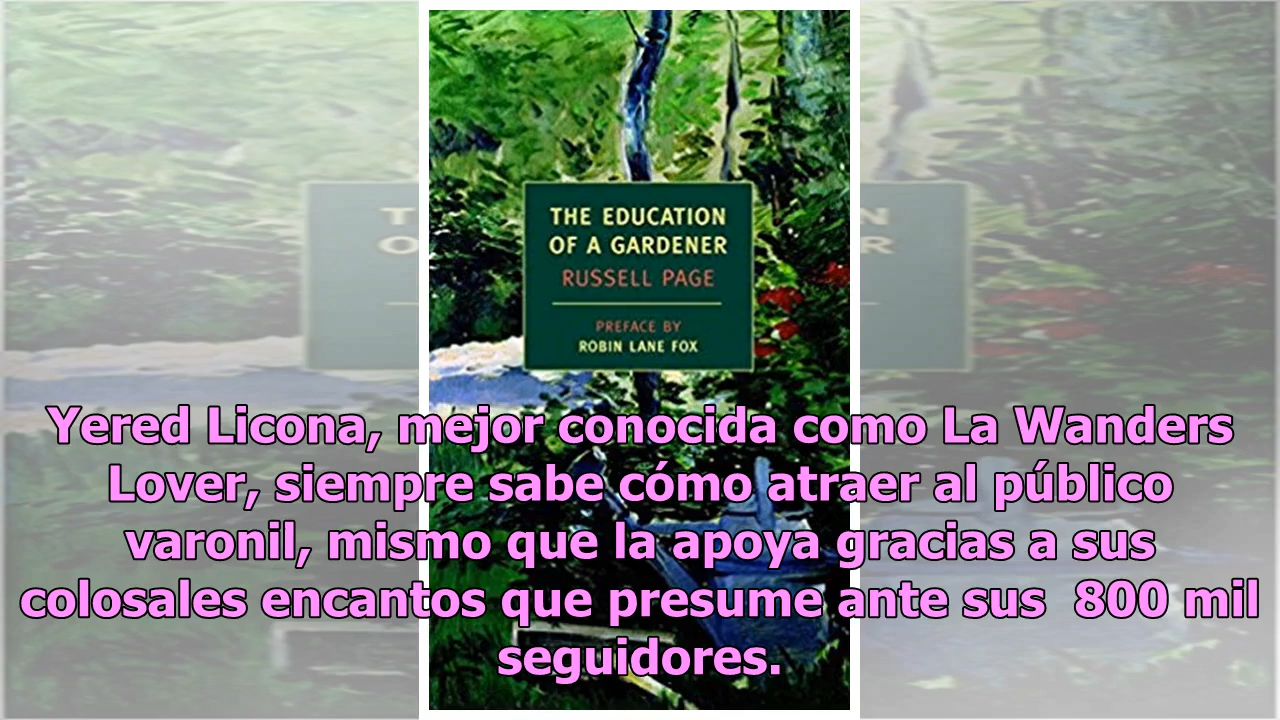 THE EDUCATION
OF A GARDENER
RUSSELL PAGE
PREFACE BY
ROBIN LANE FOX
Yered Licona, mejor conocida como La Wanders
Lover, siempre sabe cómo atraer al público
varonil, mismo que la apoya gracias a sus
colosales encantos que presume ante sus  800 mil
seguidores.